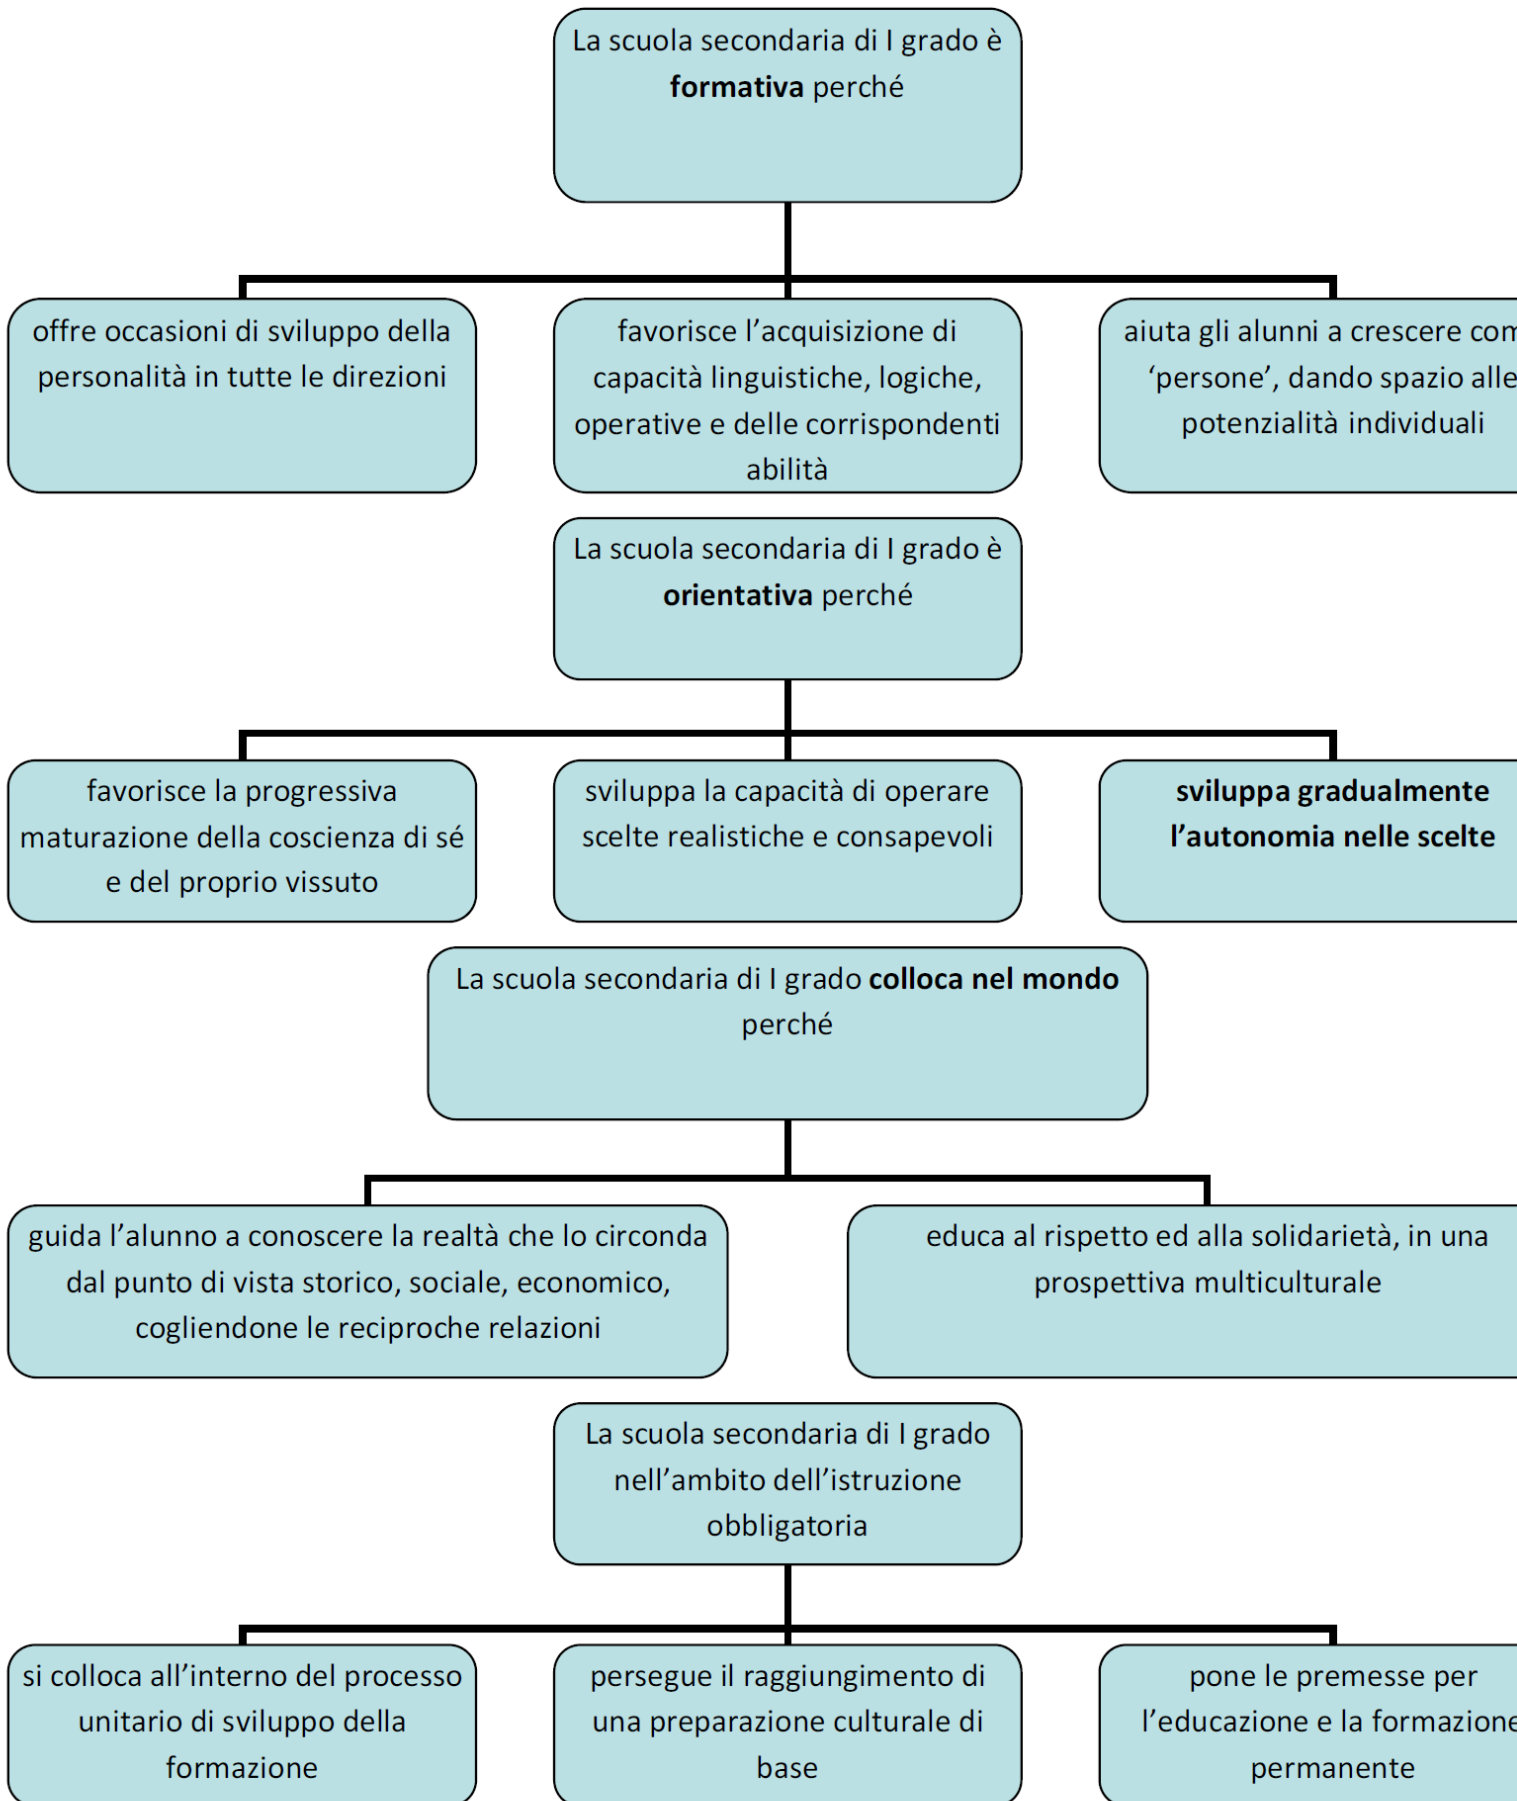 La scuola secondaria di I grado è
formativa perché
offre occasioni di sviluppo della
personalità in tutte le direzioni
favorisce l’acquisizione di
capacità linguistiche, logiche,
operative e delle corrispondenti
abilità
aiuta gli alunni a crescere com
‘persone’, dando spazio alle
potenzialità individuali
La scuola secondaria di I grado è
orientativa perché
favorisce la progressiva
maturazione della coscienza di sé
e del proprio vissuto
sviluppa la capacità di operare
scelte realistiche e consapevoli
sviluppa gradualmente
l’autonomia nelle scelte
La scuola secondaria di I grado colloca nel mondo
perché
guida l’alunno a conoscere la realtà che lo circonda
dal punto di vista storico, sociale, economico,
cogliendone le reciproche relazioni
educa al rispetto ed alla solidarietà, in una
prospettiva multiculturale
La scuola secondaria di I grado
nell’ambito dell’istruzione
obbligatoria
si colloca all’interno del processo
unitario di sviluppo della
formazione
persegue il raggiungimento di
una preparazione culturale di
base
pone le premesse per
l’educazione e la formazione
permanente